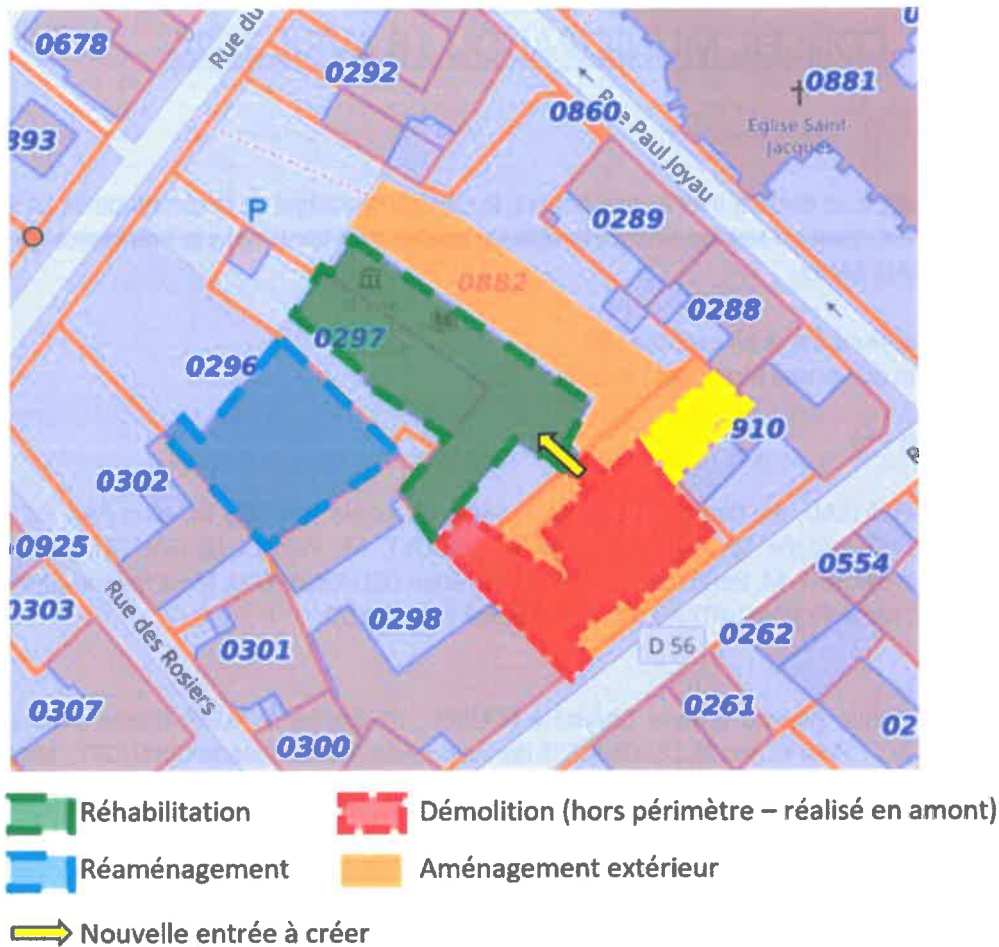 0678
Rue du
0292
0881
0860
Rue Paul Joyau
Eglise Saint-
Jacques
893
P
0289
0882
0288
0297
0296
910
0302
0925
0554
0303
Rue des Rosiers
0298
0262
0301
D 56
0307
0261
02
0300
Réhabilitation
Démolition (hors périmètre – réalisé en amont)
Réaménagement
Aménagement extérieur
Nouvelle entrée à créer